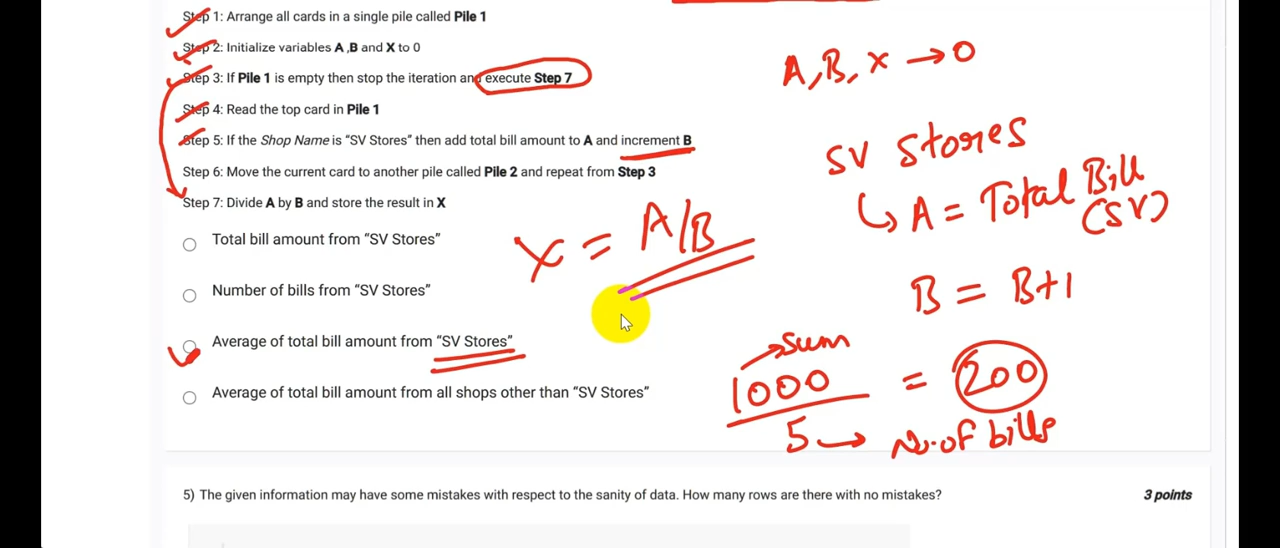 Step 1: Arrange all cards in a single pile called Pile 1
Step 2: Initialize variables A ,B and X to 0
Step 3: If Pile 1 is empty then stop the iteration and execute Step 7
Step 4: Read the top card in Pile 1
Step 5: If the Shop Name is “SV Stores” then add total bill amount to A and increment B
Step 6: Move the current card to another pile called Pile 2 and repeat from Step 3
Step 7: Divide A by B and store the result in X
Total bill amount from “SV Stores”
Number of bills from “SV Stores”
Average of total bill amount from “SV Stores”
Average of total bill amount from all shops other than “SV Stores”
A, B, X → 0
SV Stores
↳ A = Total Bill
(SV)
X = A/B
B = B+1
→ Sum
1000 = 200
5 → No. of bills
5) The given information may have some mistakes with respect to the sanity of data. How many rows are there with no mistakes?
3 points